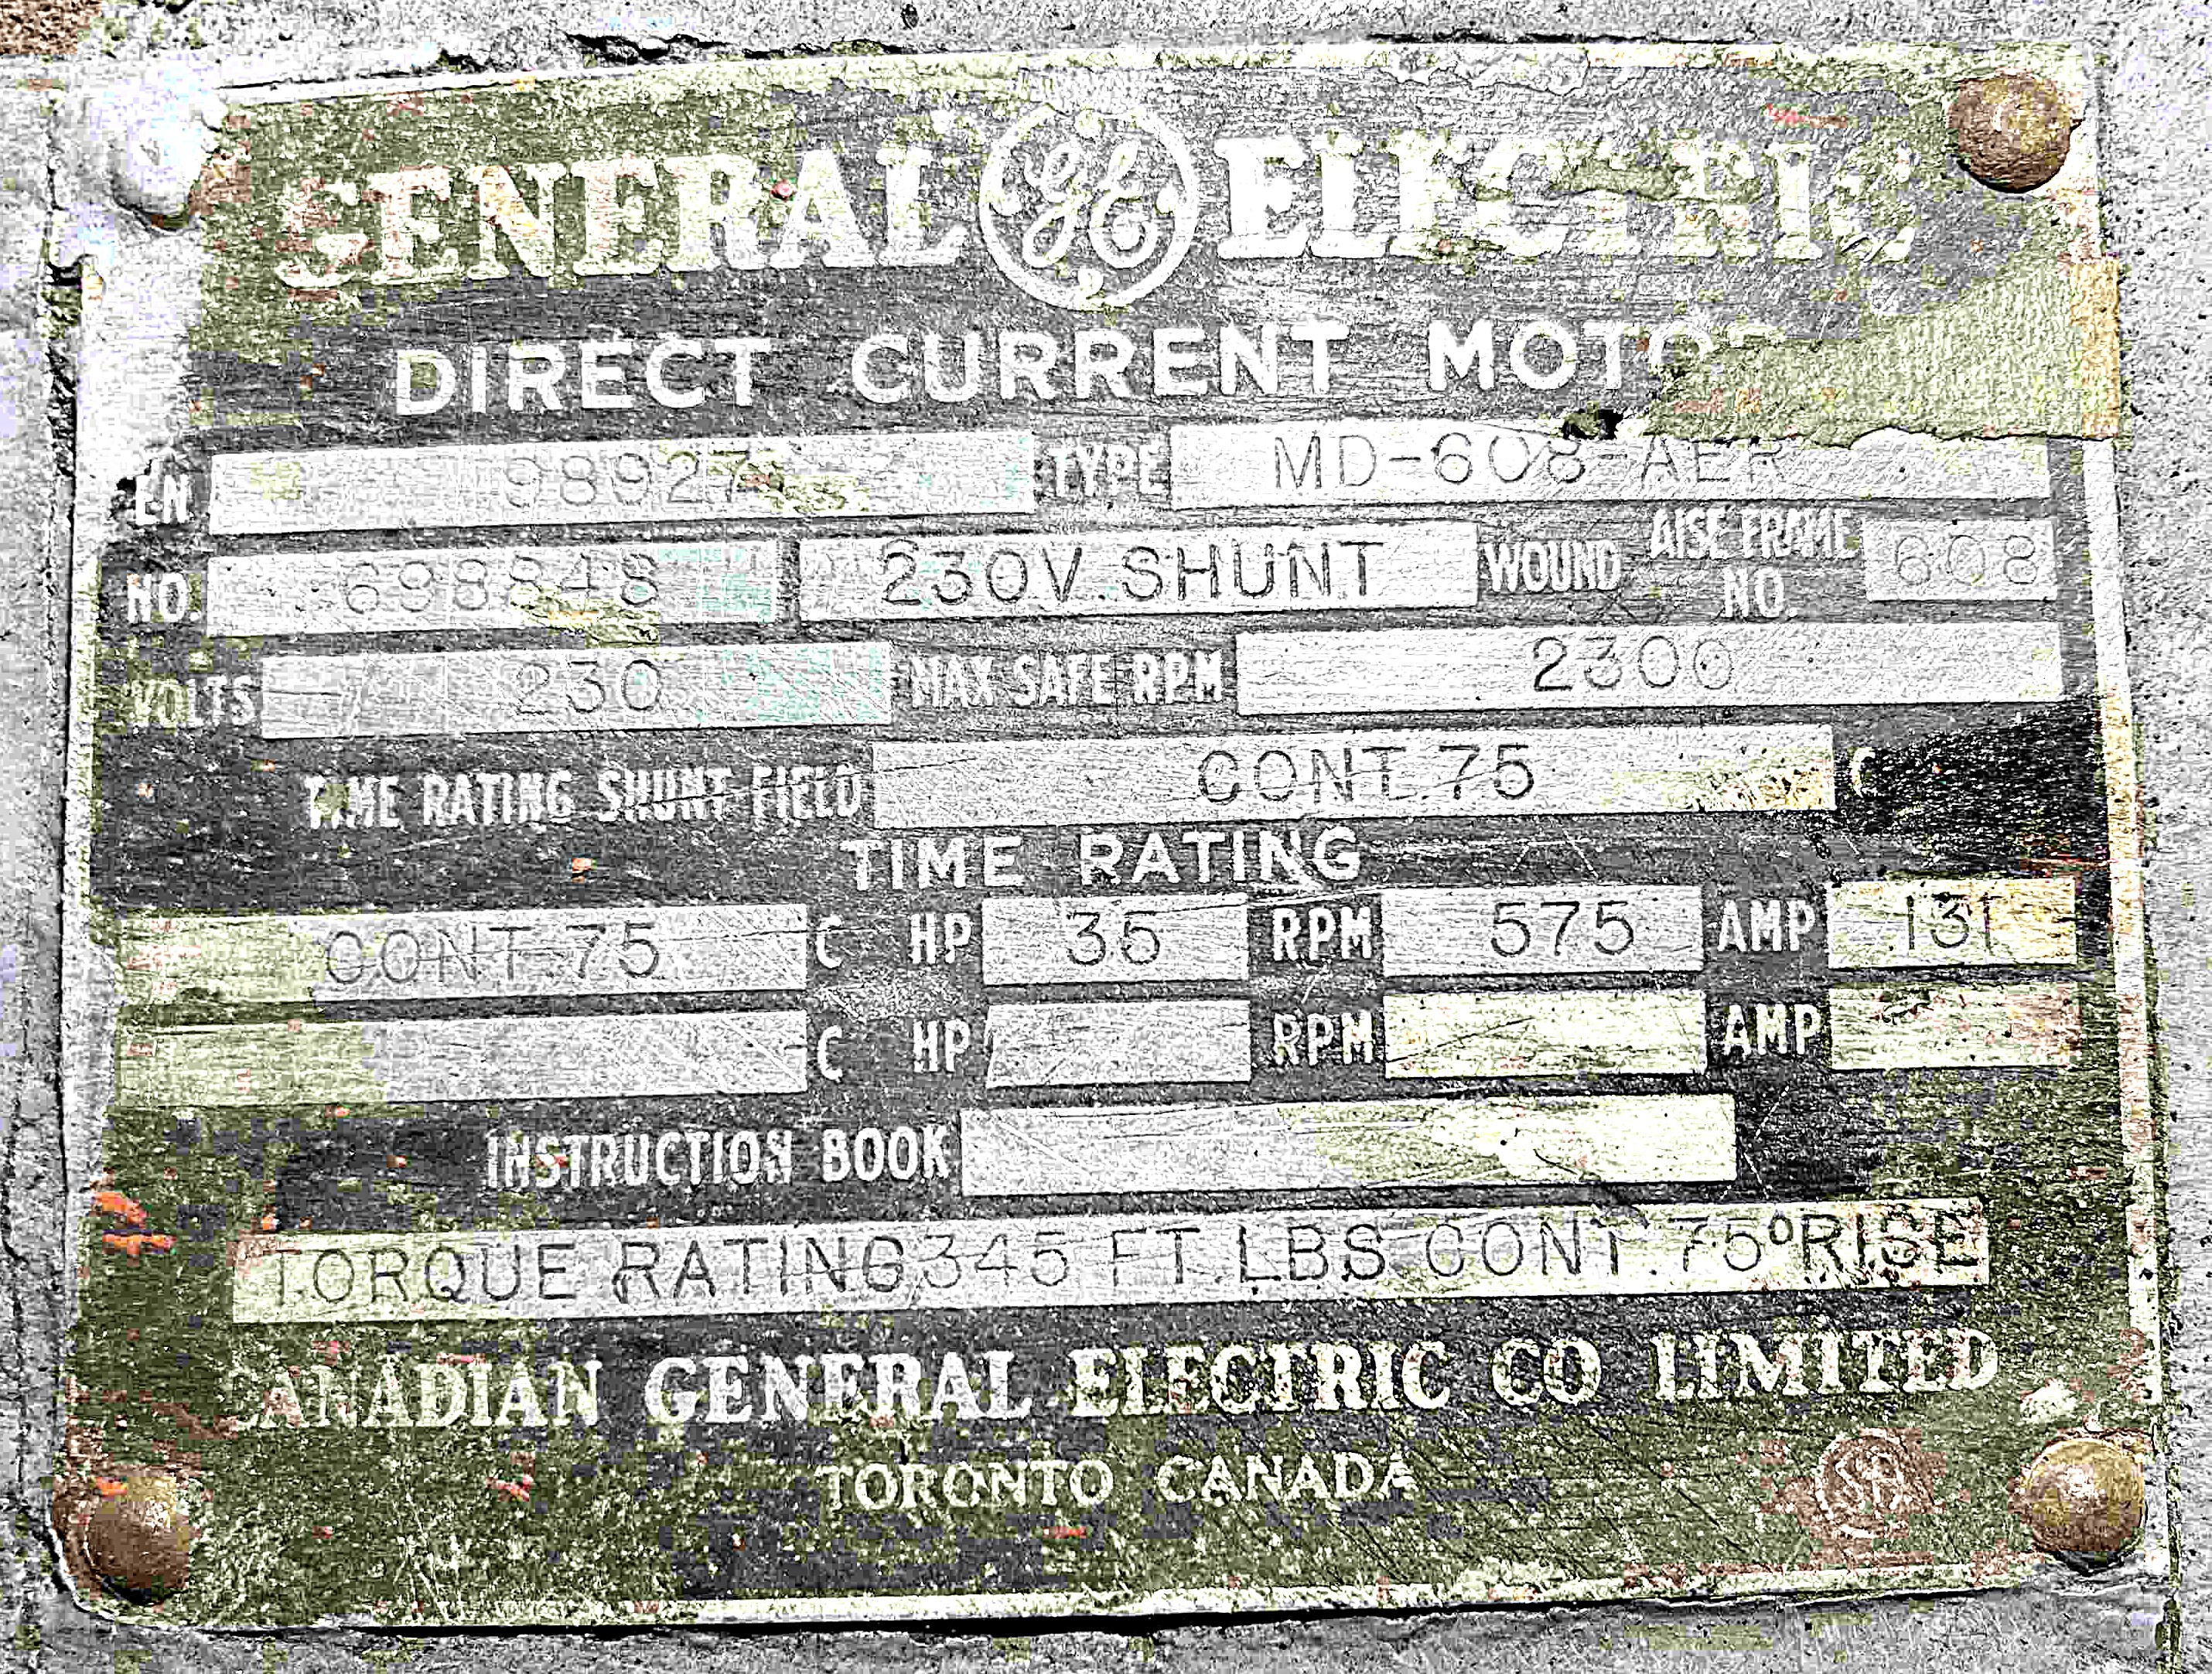 GENERAL GE ELECTRIC
DIRECT CURRENT MOTOR
EN 98927 TYPE MD-608-AER
NO. 698848 230V.SHUNT WOUND AISE FRAME NO. 608
VOLTS 230 MAX SAFE RPM 2300
TIME RATING SHUNT FIELD CONT.75 C
TIME RATING
CONT.75 C HP 35 RPM 575 AMP 131
C HP RPM AMP
INSTRUCTION BOOK
TORQUE RATING 345 FT.LBS.CONT.75° RISE
CANADIAN GENERAL ELECTRIC CO LIMITED
TORONTO CANADA